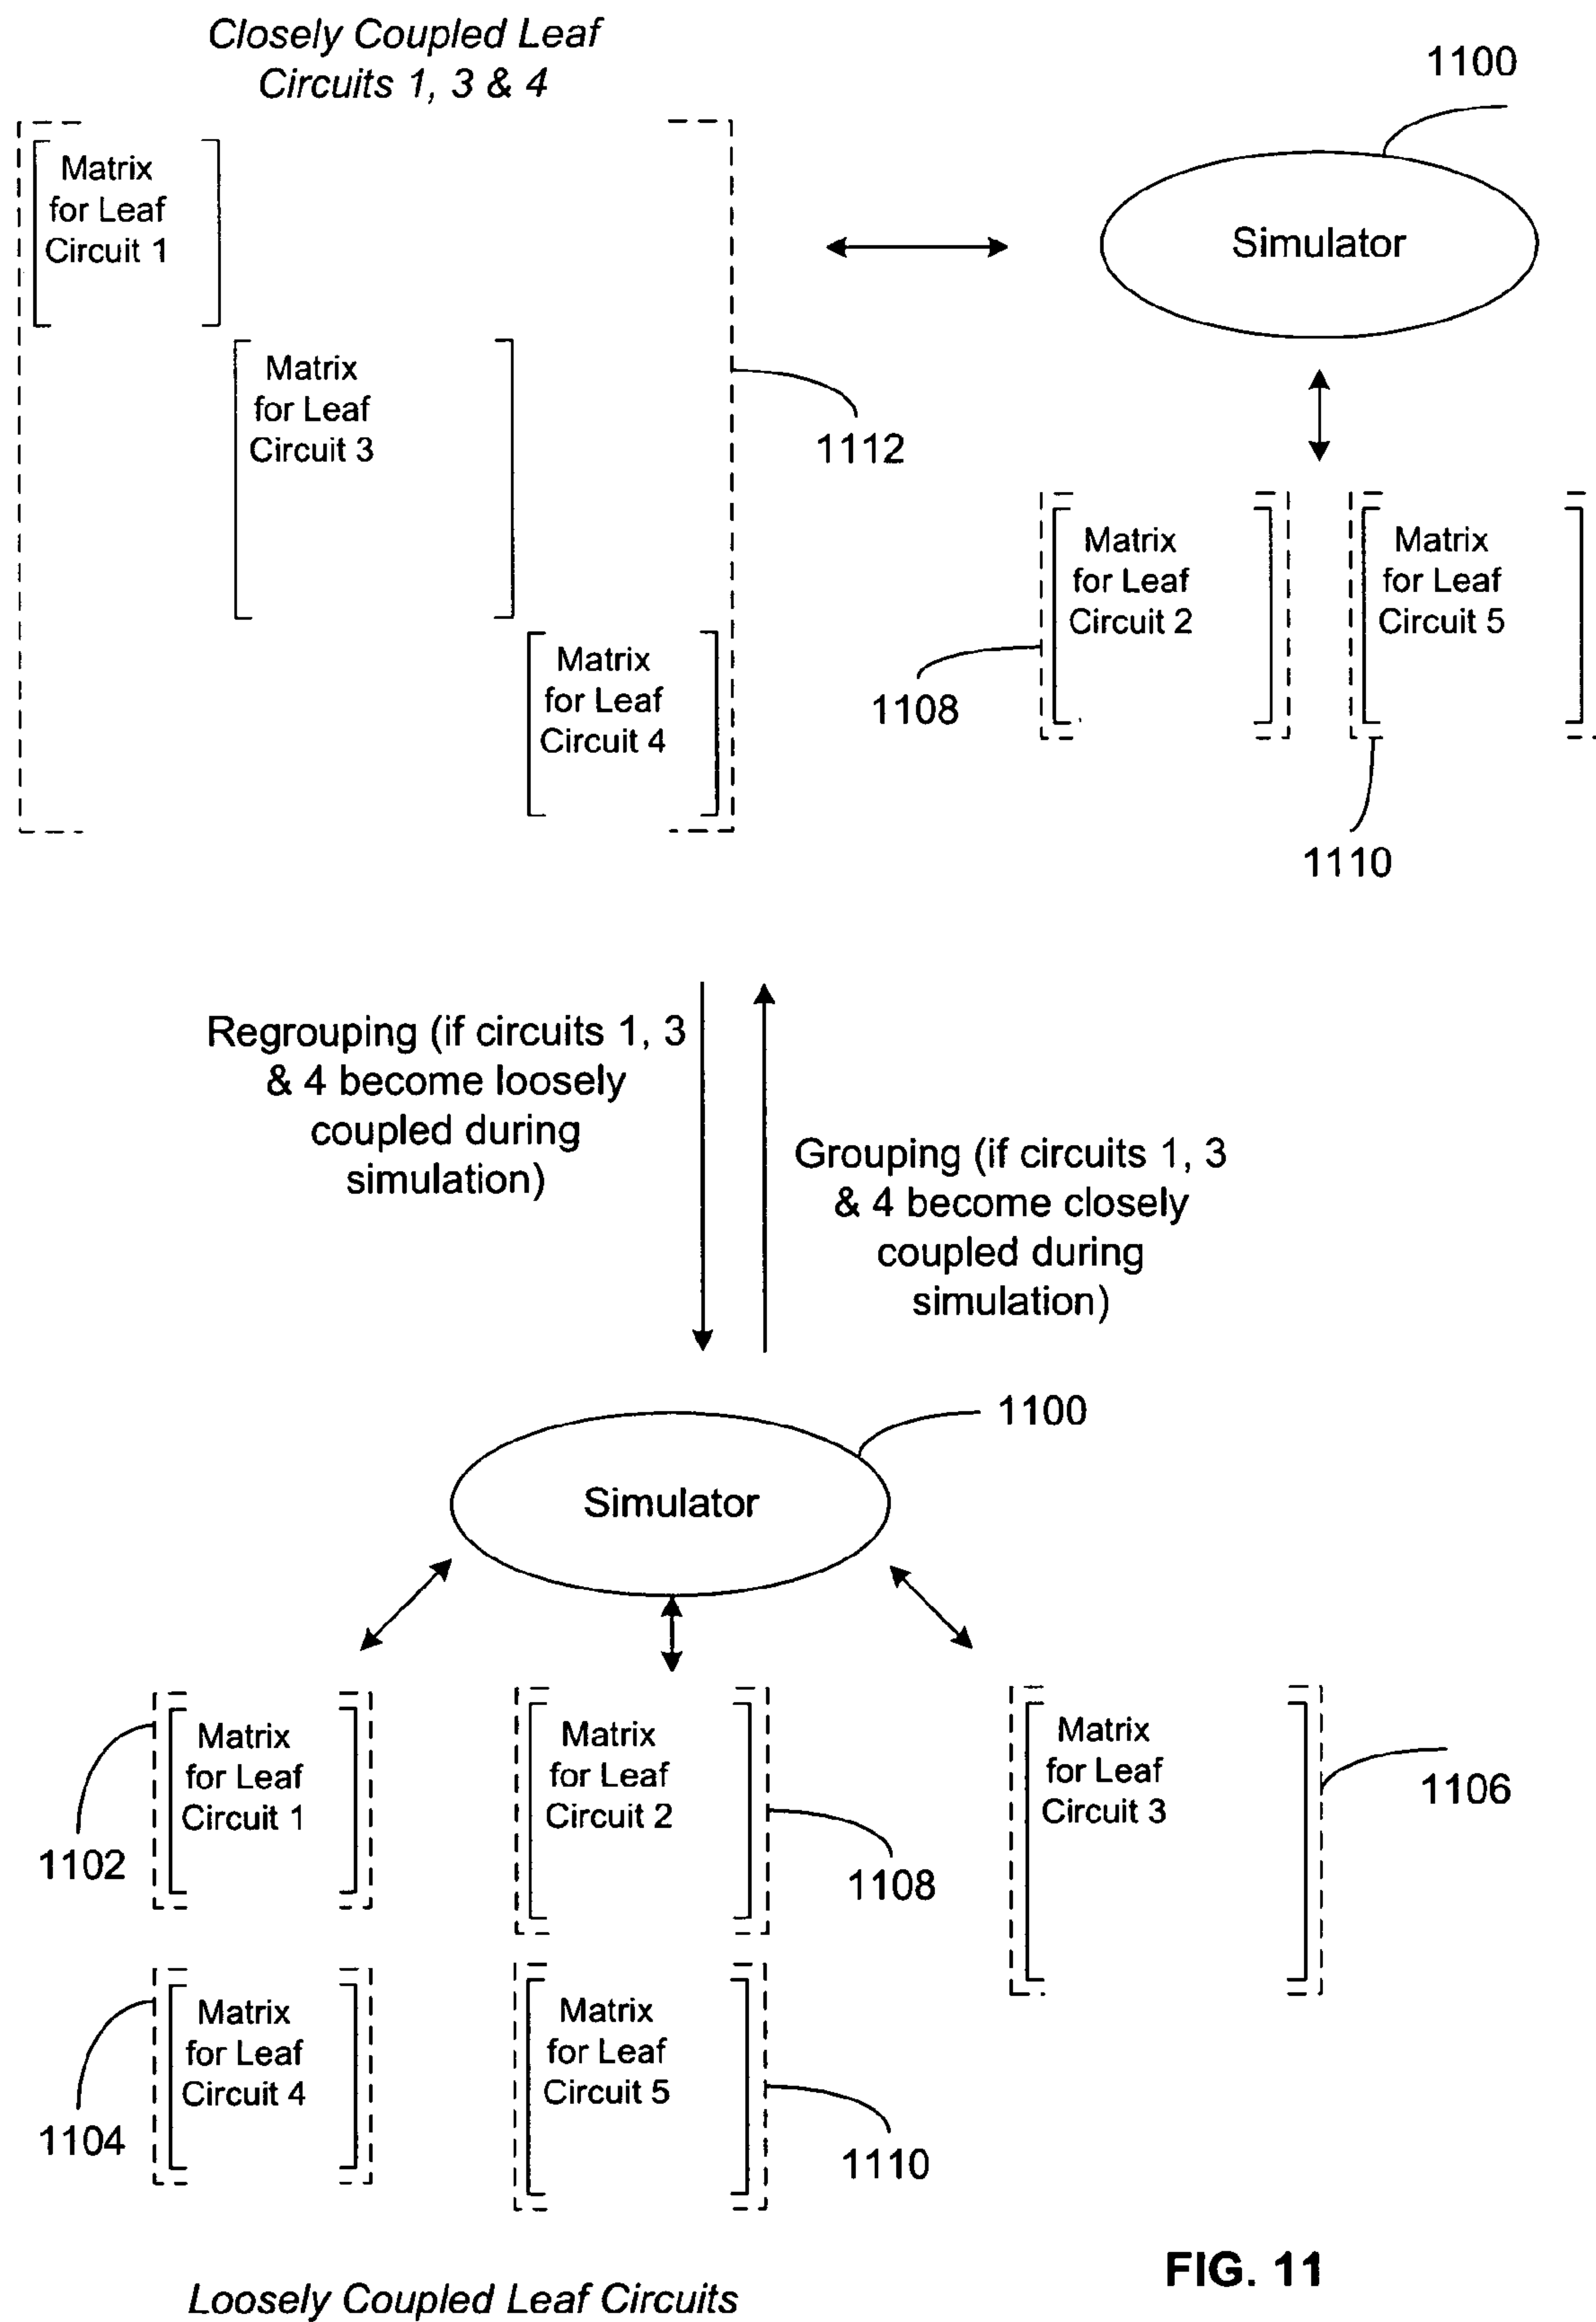 Closely Coupled Leaf
Circuits 1, 3 & 4
1100
Matrix
for Leaf
Circuit 1
Simulator
Matrix
for Leaf
Circuit 3
1112
Matrix
for Leaf
Circuit 2
Matrix
for Leaf
Circuit 5
Matrix
for Leaf
Circuit 4
1108
1110
Regrouping (if circuits 1, 3
& 4 become loosely
coupled during
simulation)
Grouping (if circuits 1, 3
& 4 become closely
coupled during
simulation)
1100
Simulator
Matrix
for Leaf
Circuit 1
Matrix
for Leaf
Circuit 2
Matrix
for Leaf
Circuit 3
1102
1108
1106
Matrix
for Leaf
Circuit 4
Matrix
for Leaf
Circuit 5
1104
1110
FIG. 11
Loosely Coupled Leaf Circuits